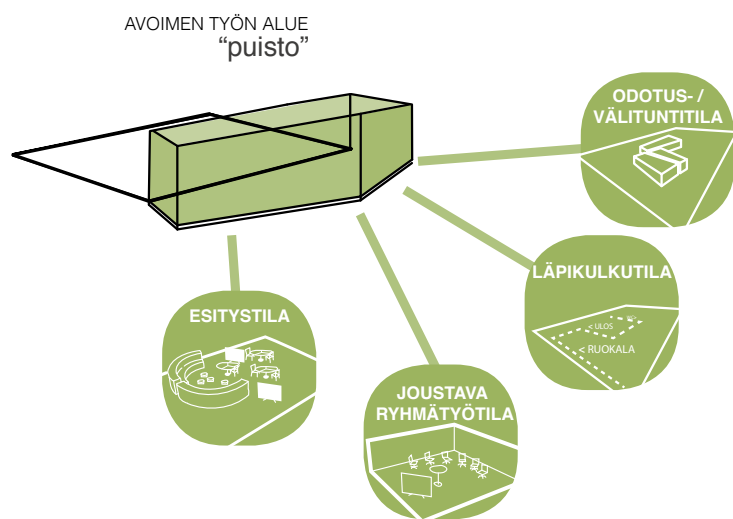 AVOIMEN TYÖN ALUE
“puisto”
ODOTUS- /
VÄLITUNTITILA
LÄPIKULKUTILA
< ULOS
< RUOKALA
ESITYSTILA
JOUSTAVA
RYHMÄTYÖTILA